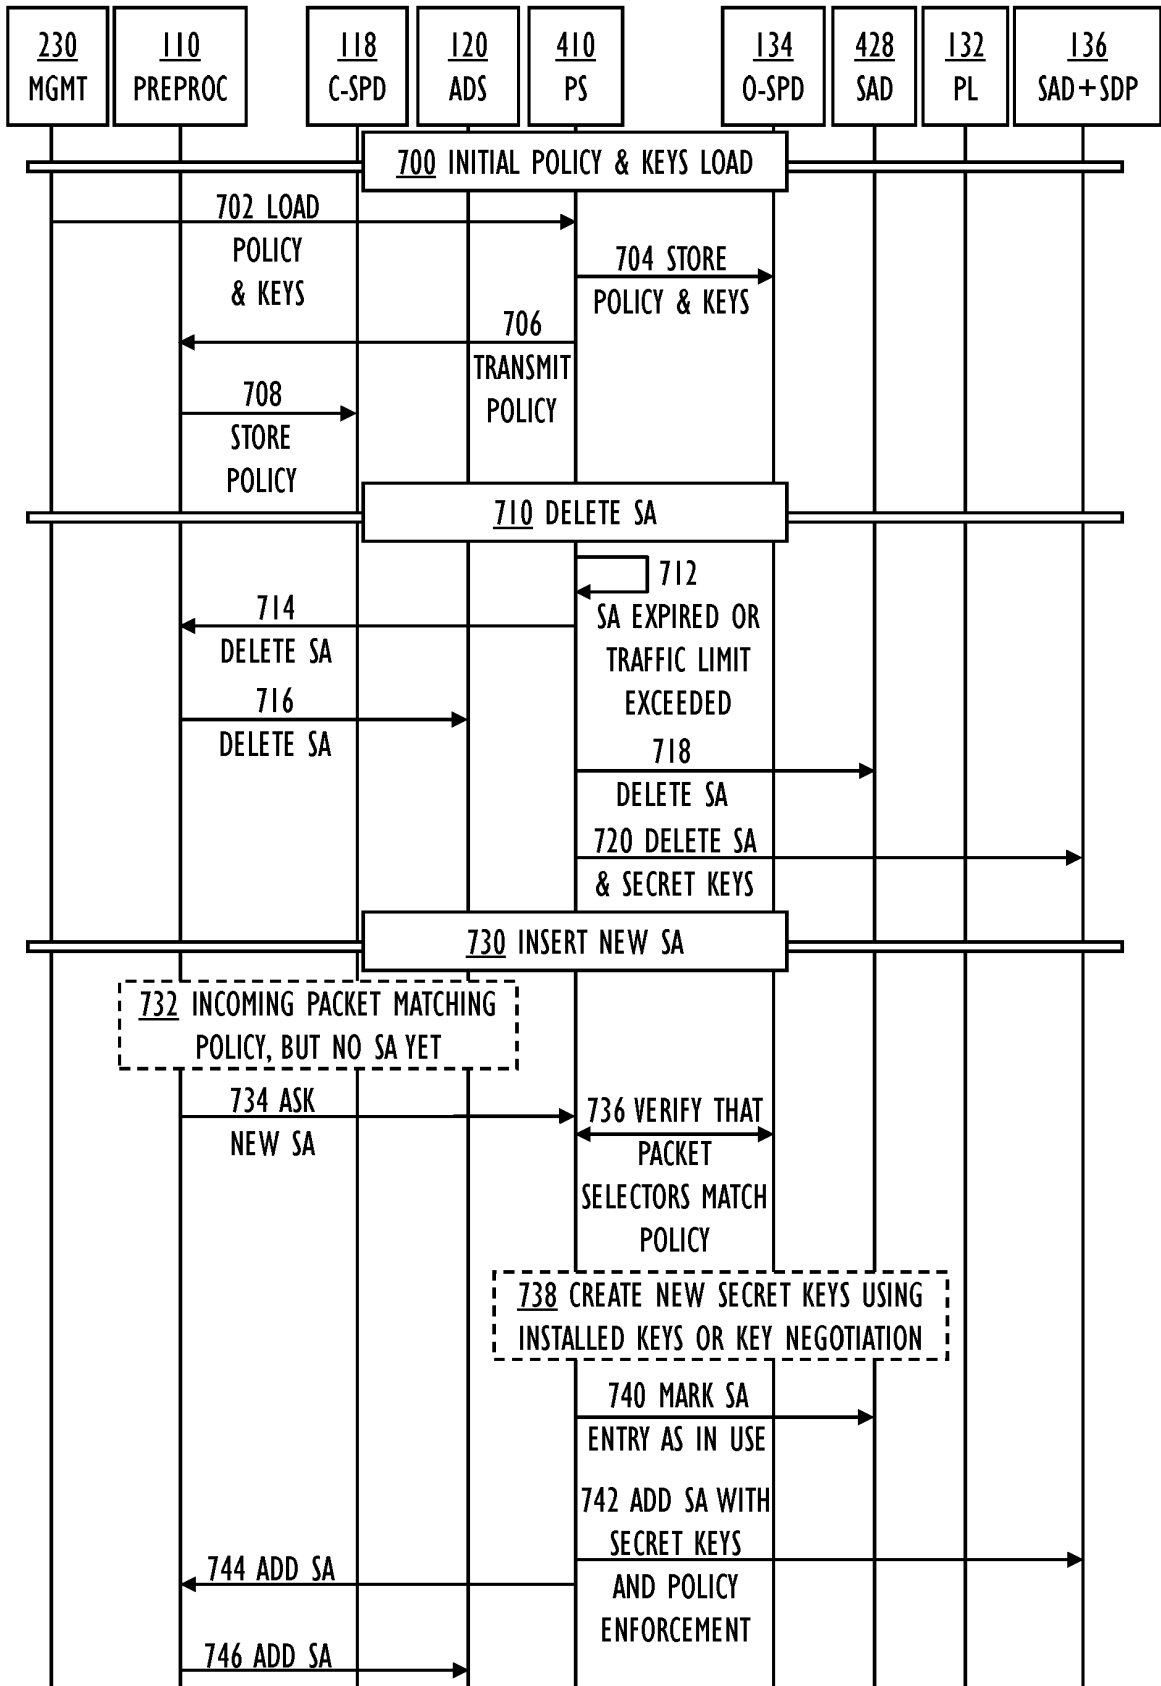 230
MGMT
110
PREPROC
118
C-SPD
120
ADS
410
PS
134
O-SPD
428
SAD
132
PL
136
SAD+SDP
700 INITIAL POLICY & KEYS LOAD
702 LOAD
POLICY
& KEYS
704 STORE
POLICY & KEYS
706
TRANSMIT
POLICY
708
STORE
POLICY
710 DELETE SA
712
SA EXPIRED OR
TRAFFIC LIMIT
EXCEEDED
714
DELETE SA
716
DELETE SA
718
DELETE SA
720 DELETE SA
& SECRET KEYS
730 INSERT NEW SA
732 INCOMING PACKET MATCHING
POLICY, BUT NO SA YET
734 ASK
NEW SA
736 VERIFY THAT
PACKET
SELECTORS MATCH
POLICY
738 CREATE NEW SECRET KEYS USING
INSTALLED KEYS OR KEY NEGOTIATION
740 MARK SA
ENTRY AS IN USE
742 ADD SA WITH
SECRET KEYS
AND POLICY
ENFORCEMENT
744 ADD SA
746 ADD SA